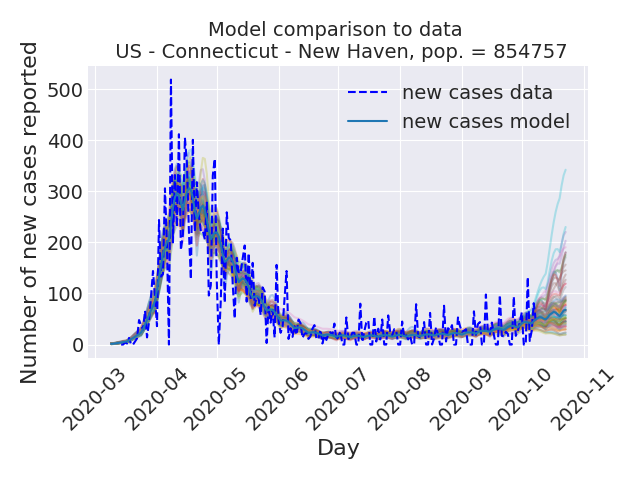 Model comparison to data
US - Connecticut - New Haven, pop. = 854757
Number of new cases reported
500
400
300
200
100
0
new cases data
new cases model
2020-03
2020-04
2020-05
2020-06
2020-07
2020-08
2020-09
2020-10
2020-11
Day